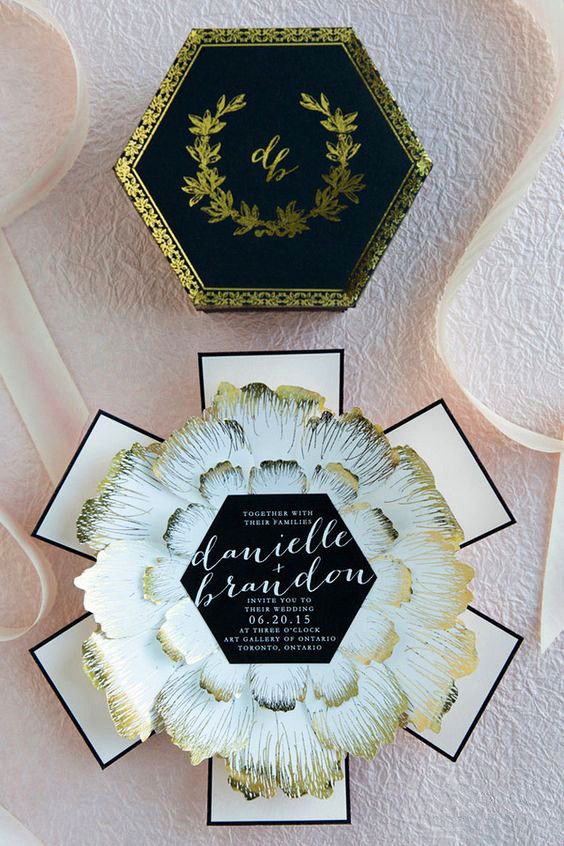 db
TOGETHER WITH
THEIR FAMILIES
danielle
+
brandon
INVITE YOU TO
THEIR WEDDING
06.20.15
AT THREE O'CLOCK
ART GALLERY OF ONTARIO
TORONTO, ONTARIO